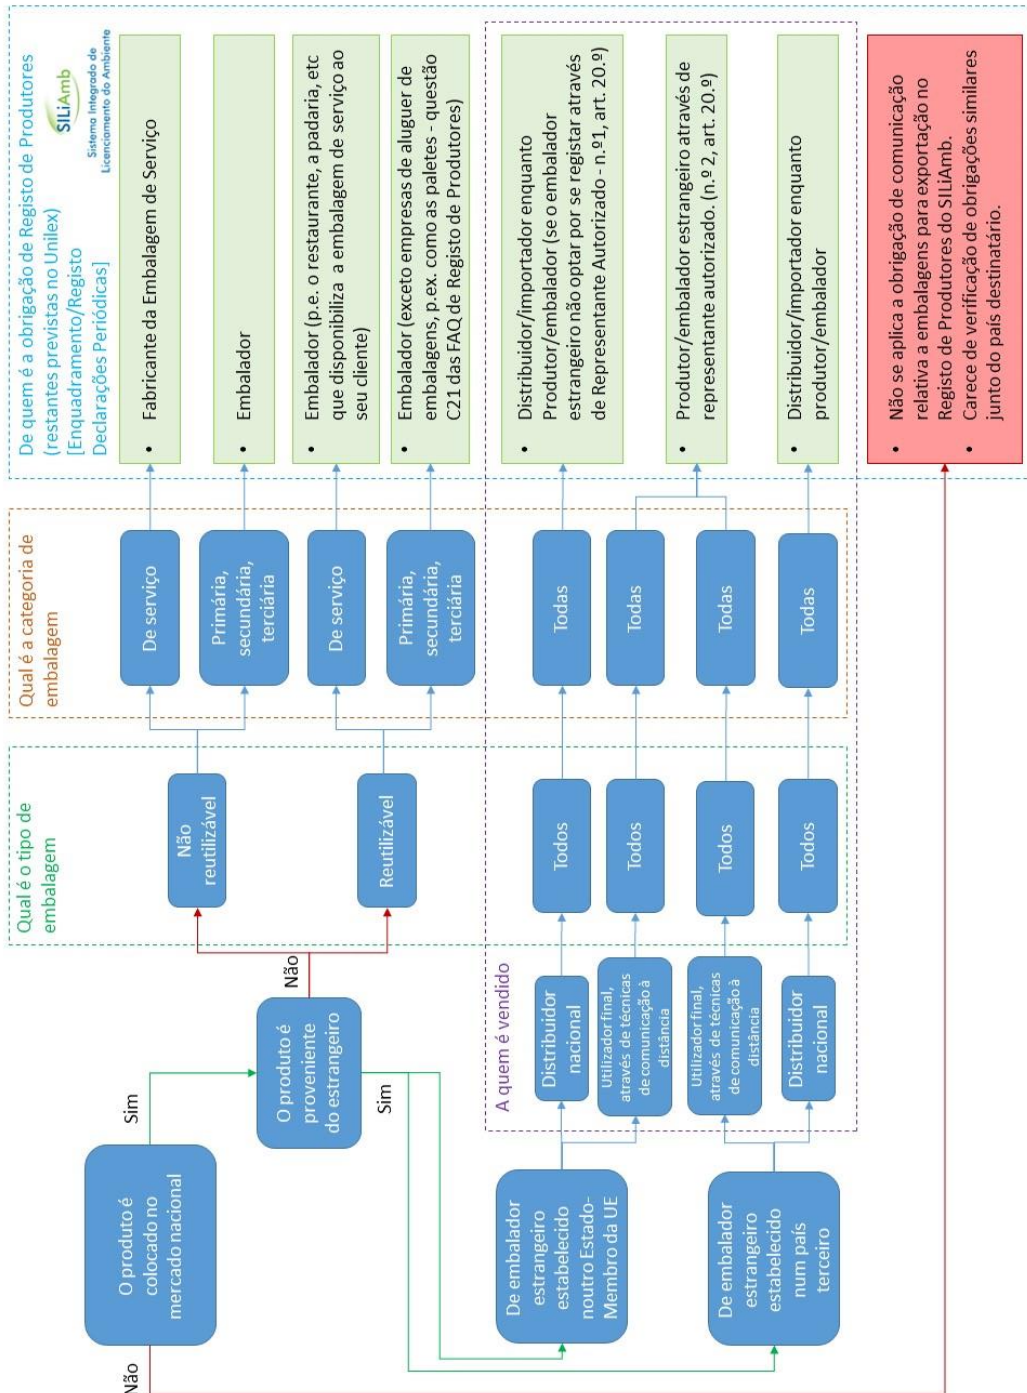 O produto é
colocado no
mercado nacional
Não
Sim
O produto é
proveniente
do estrangeiro
Não
Sim
De embalador
estrangeiro
estabelecido
noutro Estado-
Membro da UE
De embalador
estrangeiro
estabelecido
num país
terceiro
A quem é vendido
Distribuidor
nacional
Utilizador final,
através de técnicas
de comunicação à
distância
Utilizador final,
através de técnicas
de comunicação à
distância
Distribuidor
nacional
Qual é o tipo de
embalagem
Não
reutilizável
Reutilizável
Todos
Todos
Todos
Todos
Qual é a categoria de
embalagem
De serviço
Primária,
secundária,
terciária
De serviço
Primária,
secundária,
terciária
Todas
Todas
Todas
Todas
De quem é a obrigação de Registo de Produtores
(restantes previstas no Unilex)
[Enquadramento/Registo
Declarações Periódicas]
SILiAmb
Sistema Integrado de
Licenciamento do Ambiente
• Fabricante da Embalagem de Serviço
• Embalador
• Embalador (p.e. o restaurante, a padaria, etc
que disponibiliza a embalagem de serviço ao
seu cliente)
• Embalador (exceto empresas de aluguer de
embalagens, p.ex. como as paletes - questão
C21 das FAQ de Registo de Produtores)
• Distribuidor/importador enquanto
Produtor/embalador (se o embalador
estrangeiro não optar por se registar através
de Representante Autorizado - n.º1, art. 20.º)
• Produtor/embalador estrangeiro através de
representante autorizado. (n.º 2, art. 20.º)
• Distribuidor/importador enquanto
produtor/embalador
• Não se aplica a obrigação de comunicação
relativa a embalagens para exportação no
Registo de Produtores do SILiAmb.
• Carece de verificação de obrigações similares
junto do país destinatário.